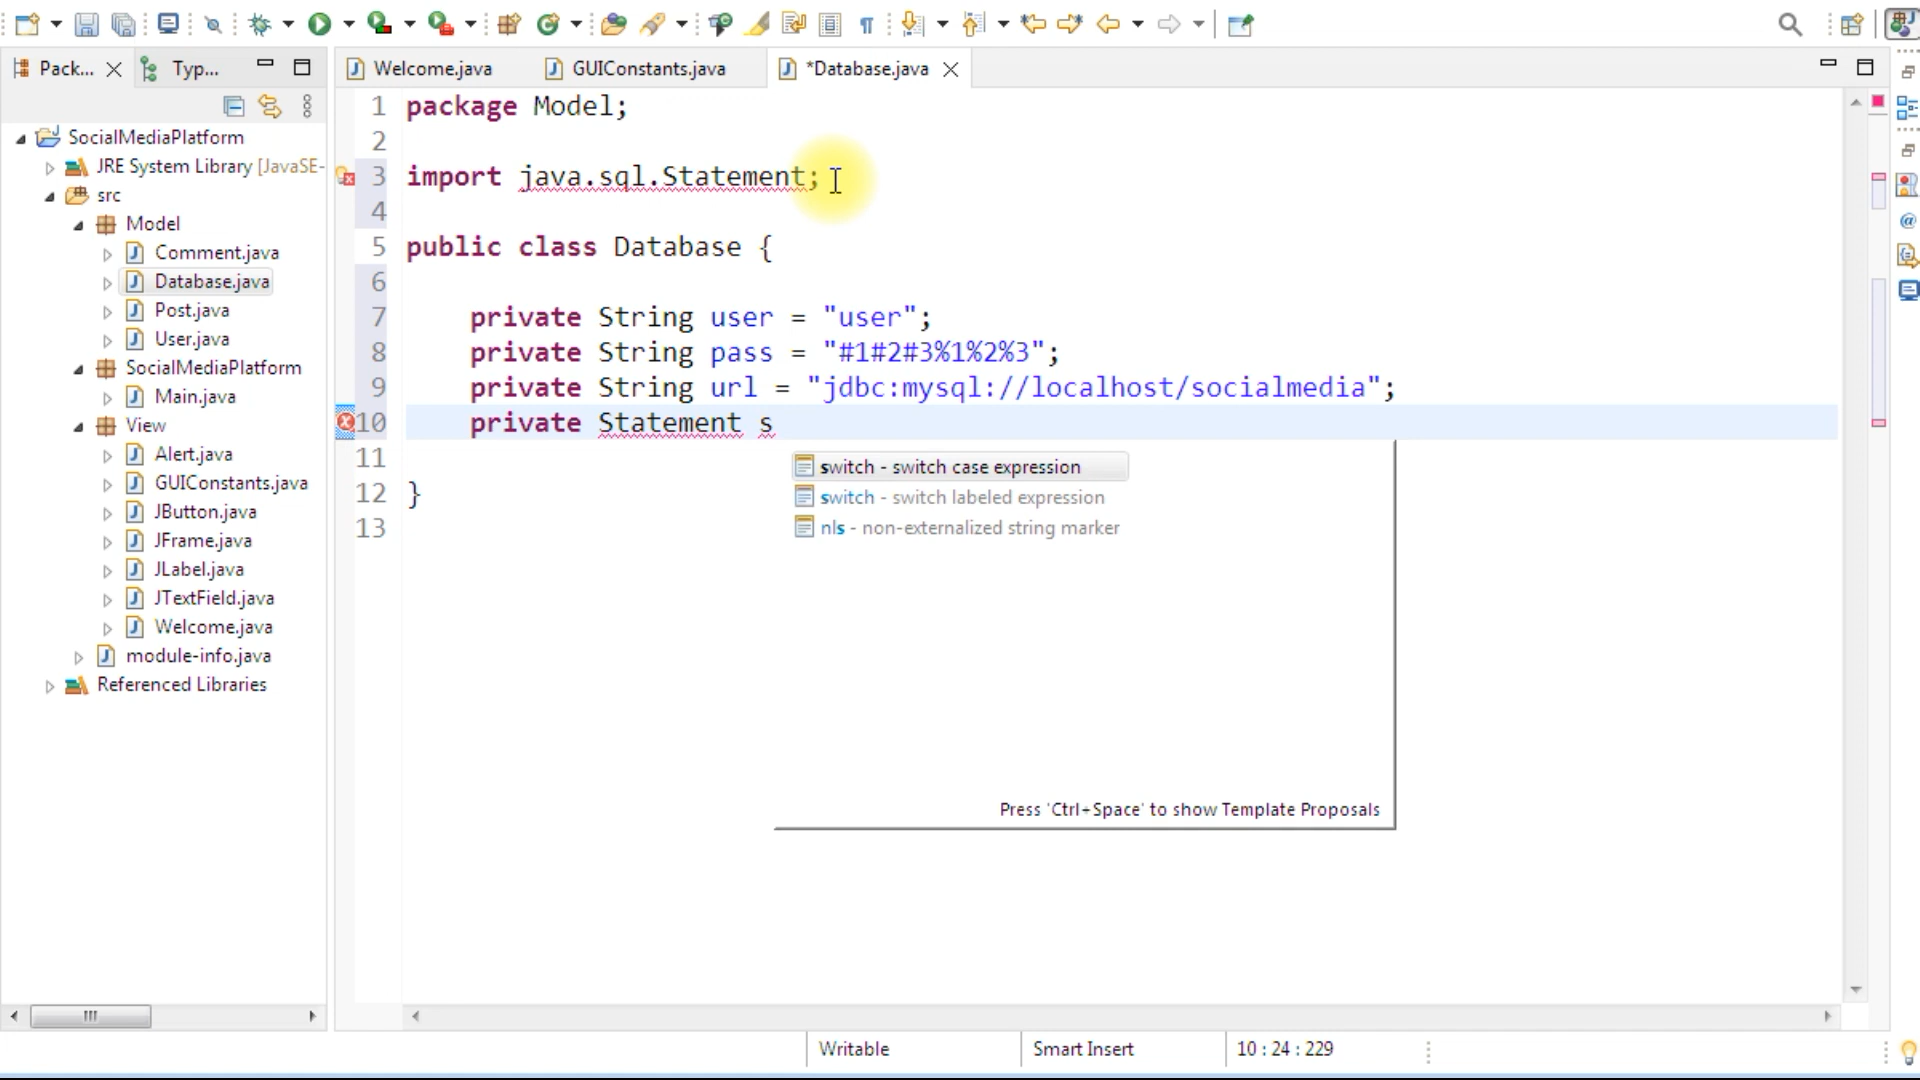 Pack...
Typ...
Welcome.java
GUIConstants.java
*Database.java
SocialMediaPlatform
JRE System Library [JavaSE-
src
Model
Comment.java
Database.java
Post.java
User.java
SocialMediaPlatform
Main.java
View
Alert.java
GUIConstants.java
JButton.java
JFrame.java
JLabel.java
JTextField.java
Welcome.java
module-info.java
Referenced Libraries
1 package Model;
2
3 import java.sql.Statement;
4
5 public class Database {
6
7 private String user = "user";
8 private String pass = "#1#2#3%1%2%3";
9 private String url = "jdbc:mysql://localhost/socialmedia";
10 private Statement s
11
12 }
13
switch - switch case expression
switch - switch labeled expression
nls - non-externalized string marker
Press 'Ctrl+Space' to show Template Proposals
Writable
Smart Insert
10 : 24 : 229